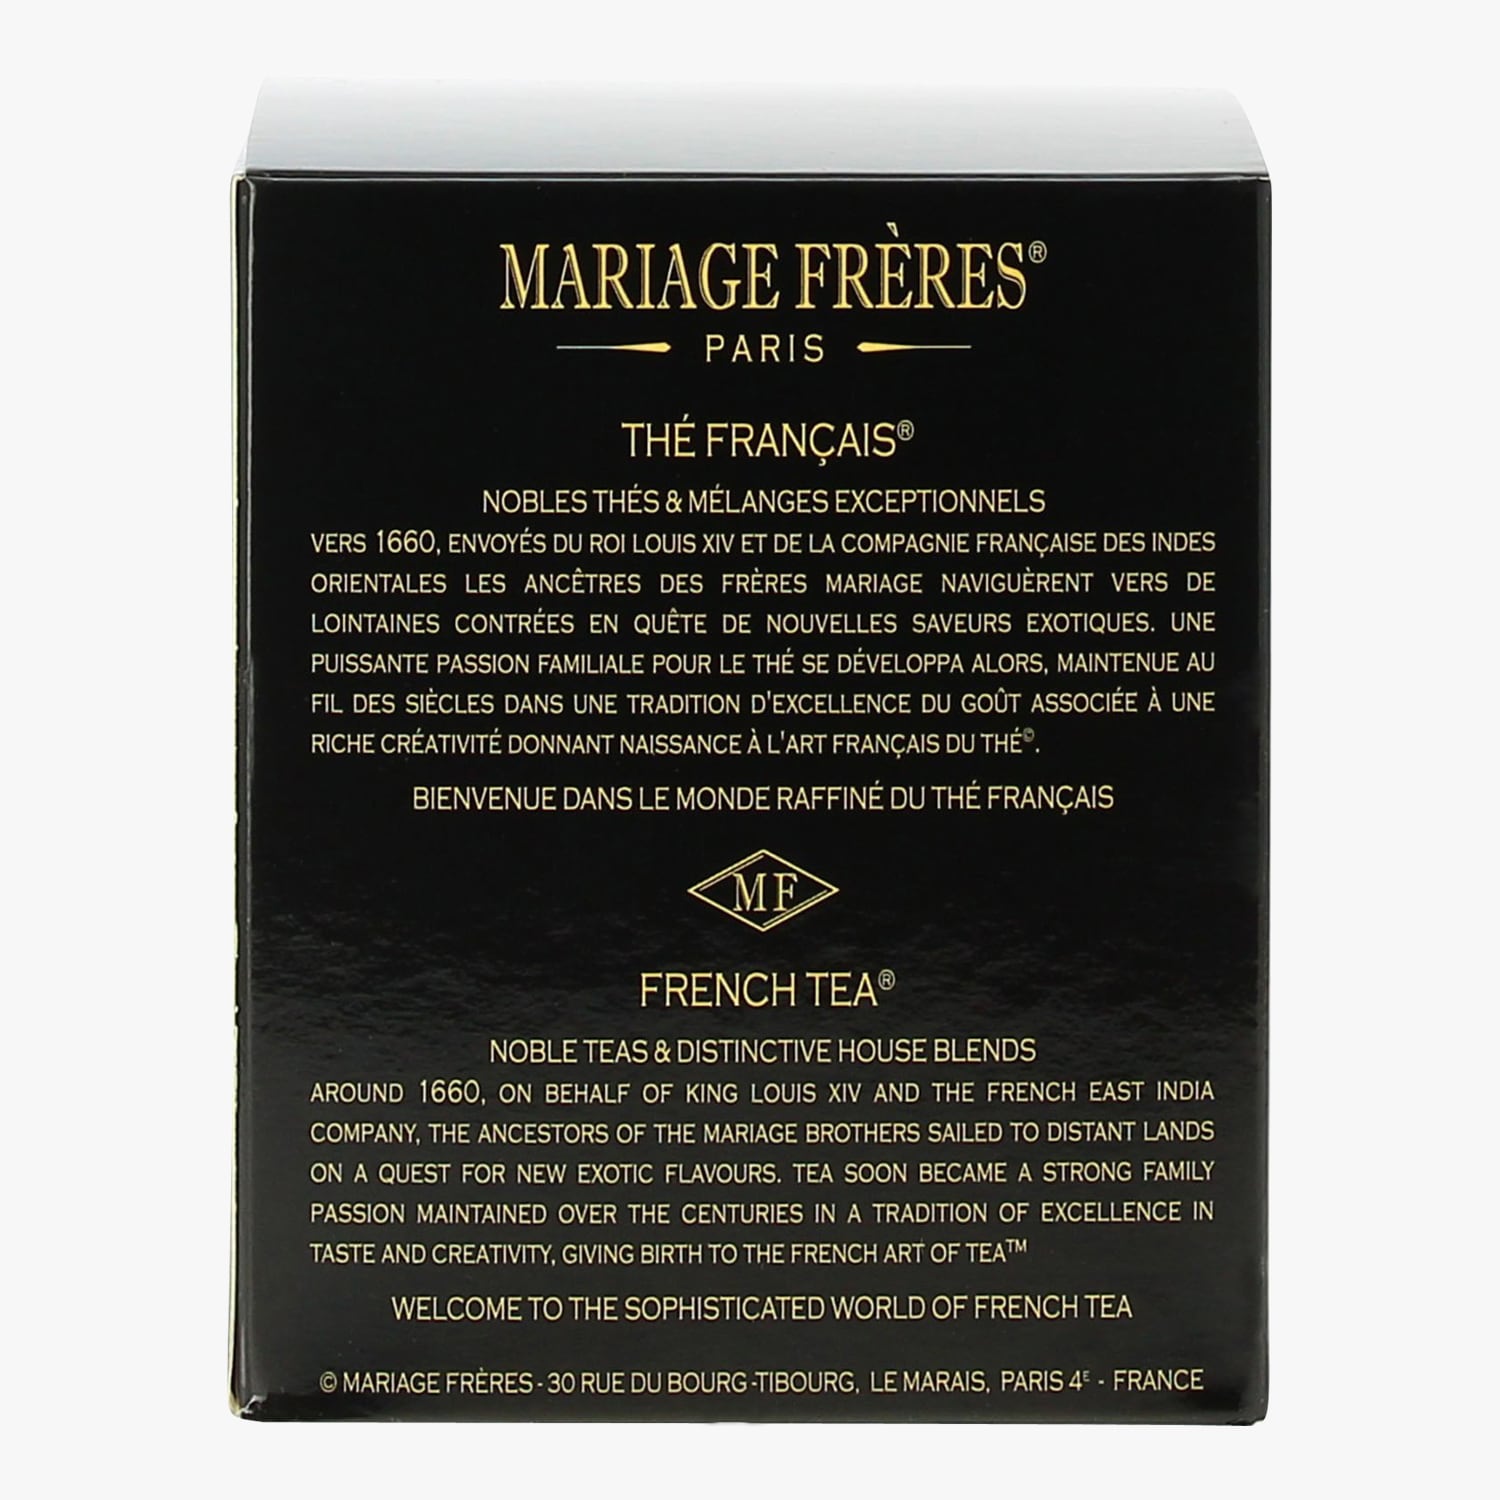 MARIAGE FRÈRES®
PARIS
THÉ FRANÇAIS®
NOBLES THÉS & MÉLANGES EXCEPTIONNELS
VERS 1660, ENVOYÉS DU ROI LOUIS XIV ET DE LA COMPAGNIE FRANÇAISE DES INDES
ORIENTALES LES ANCÊTRES DES FRÈRES MARIAGE NAVIGUÈRENT VERS DE
LOINTAINES CONTRÉES EN QUÊTE DE NOUVELLES SAVEURS EXOTIQUES. UNE
PUISSANTE PASSION FAMILIALE POUR LE THÉ SE DÉVELOPPA ALORS, MAINTENUE AU
FIL DES SIÈCLES DANS UNE TRADITION D'EXCELLENCE DU GOÛT ASSOCIÉE À UNE
RICHE CRÉATIVITÉ DONNANT NAISSANCE À L'ART FRANÇAIS DU THÉ©.
BIENVENUE DANS LE MONDE RAFFINÉ DU THÉ FRANÇAIS
MF
FRENCH TEA®
NOBLE TEAS & DISTINCTIVE HOUSE BLENDS
AROUND 1660, ON BEHALF OF KING LOUIS XIV AND THE FRENCH EAST INDIA
COMPANY, THE ANCESTORS OF THE MARIAGE BROTHERS SAILED TO DISTANT LANDS
ON A QUEST FOR NEW EXOTIC FLAVOURS. TEA SOON BECAME A STRONG FAMILY
PASSION MAINTAINED OVER THE CENTURIES IN A TRADITION OF EXCELLENCE IN
TASTE AND CREATIVITY, GIVING BIRTH TO THE FRENCH ART OF TEA™
WELCOME TO THE SOPHISTICATED WORLD OF FRENCH TEA
© MARIAGE FRÈRES - 30 RUE DU BOURG-TIBOURG, LE MARAIS, PARIS 4E - FRANCE